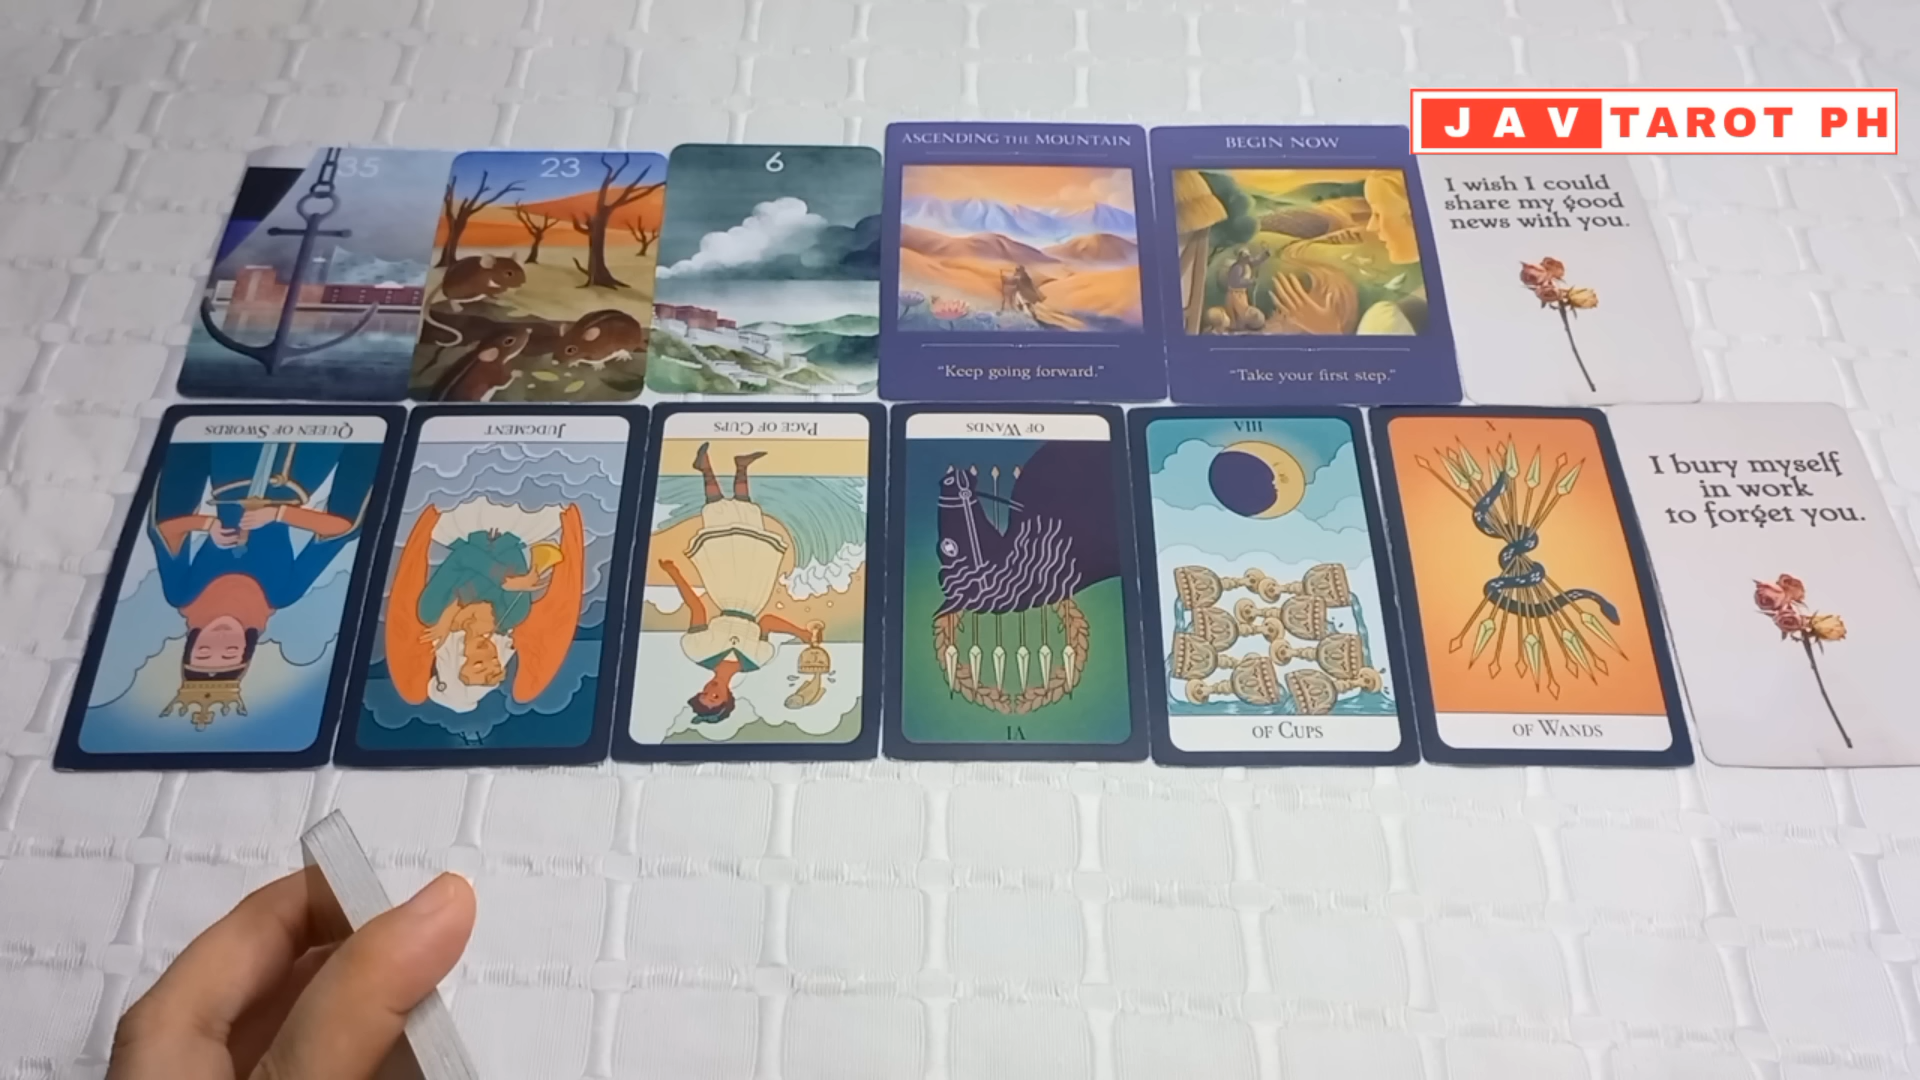 JAV TAROT PH
35
23
6
ASCENDING THE MOUNTAIN
"Keep going forward."
BEGIN NOW
"Take your first step."
I wish I could
share my good
news with you.
QUEEN OF SWORDS
JUDGMENT
PAGE OF CUPS
OF WANDS
VI
VIII
OF CUPS
X
OF WANDS
I bury myself
in work
to forget you.